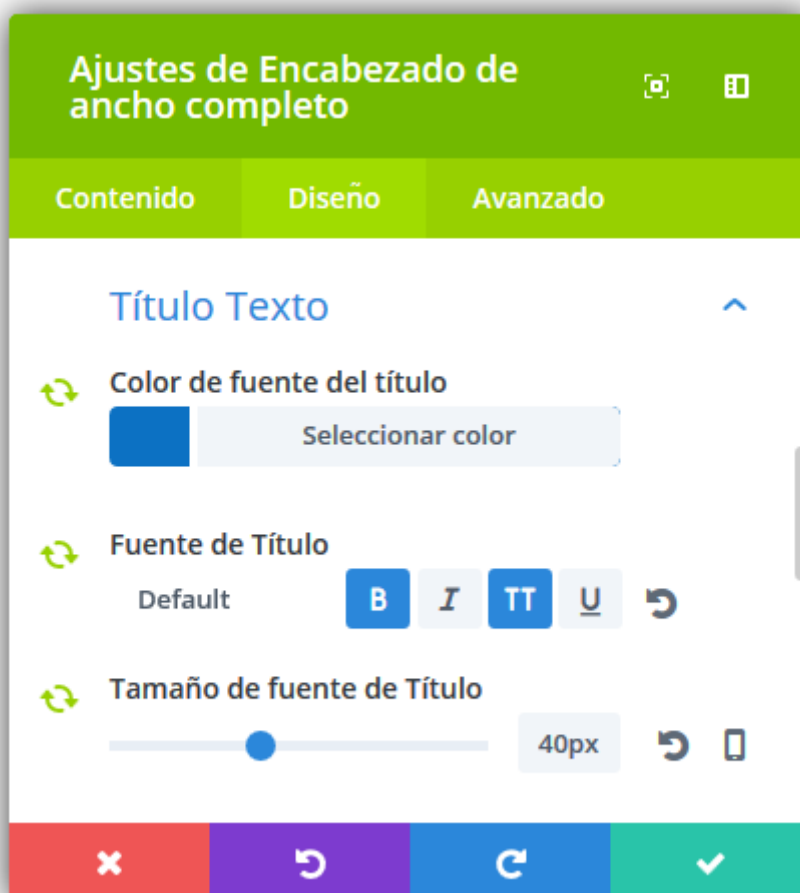 Ajustes de Encabezado de
ancho completo
Contenido Diseño Avanzado
Título Texto
Color de fuente del título
Seleccionar color
Fuente de Título
Default B I TT U
Tamaño de fuente de Título
40px